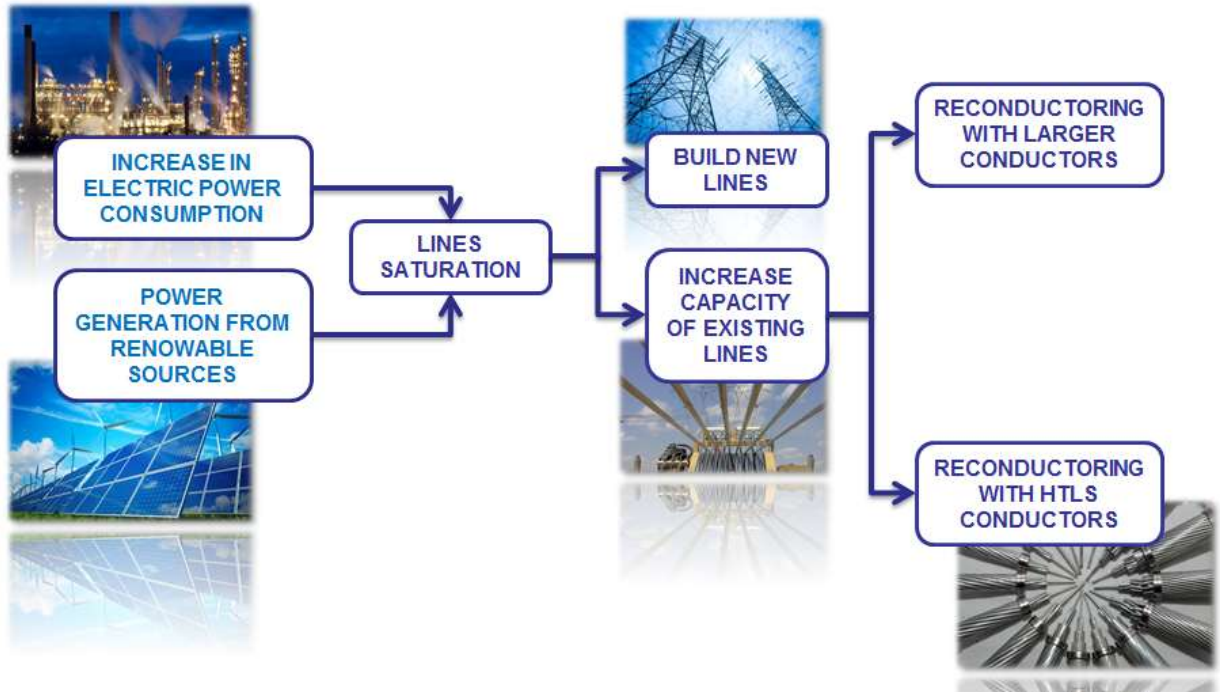 INCREASE IN
ELECTRIC POWER
CONSUMPTION
POWER
GENERATION FROM
RENOWABLE
SOURCES
LINES
SATURATION
BUILD NEW
LINES
INCREASE
CAPACITY
OF EXISTING
LINES
RECONDUCTORING
WITH LARGER
CONDUCTORS
RECONDUCTORING
WITH HTLS
CONDUCTORS